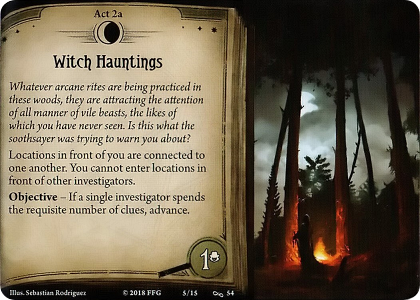 Act 2a
Witch Hauntings
Whatever arcane rites are being practiced in
these woods, they are attracting the attention
of all manner of vile beasts, the likes of
which you have never seen. Is this what the
soothsayer was trying to warn you about?
Locations in front of you are connected to
one another. You cannot enter locations in
front of other investigators.
Objective – If a single investigator spends
the requisite number of clues, advance.
1
Illus. Sebastian Rodriguez
© 2018 FFG
5/15
54